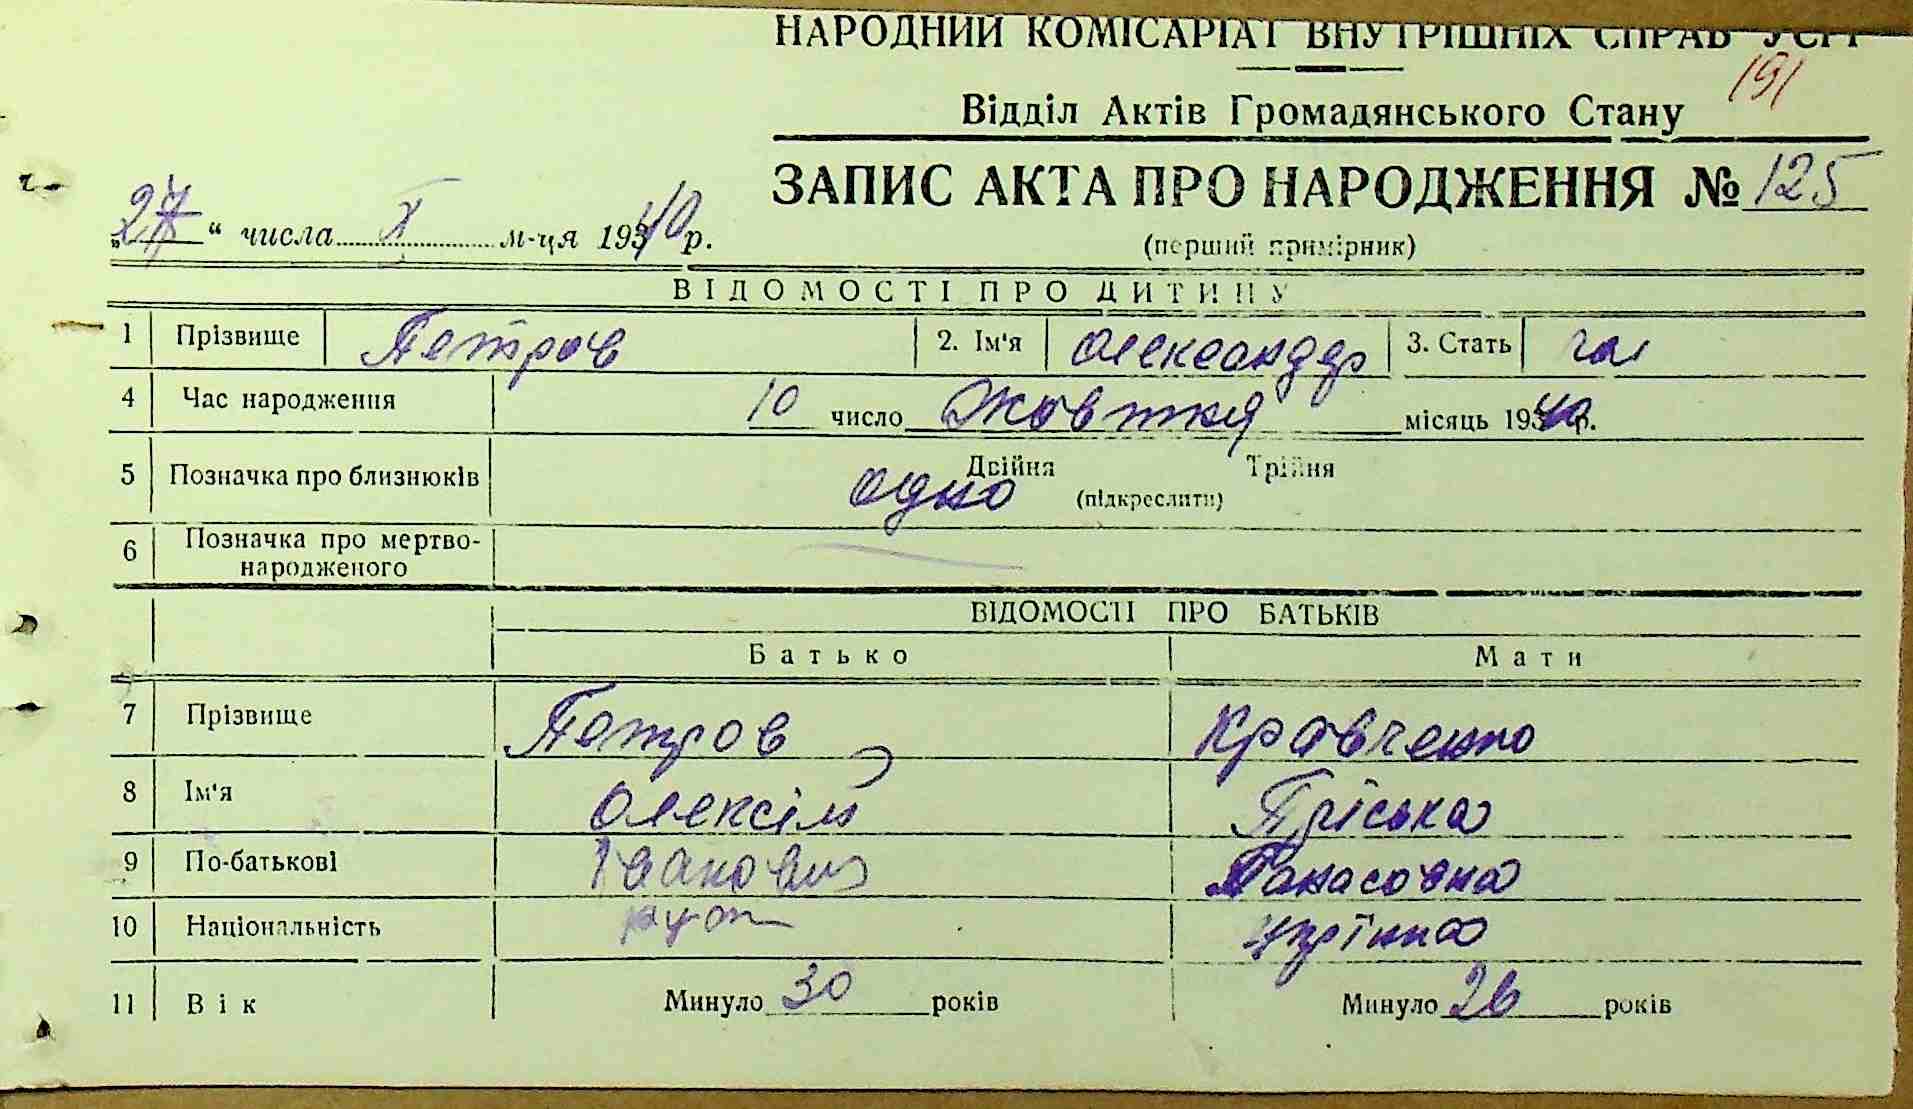 НАРОДНИЙ КОМІСАРІАТ ВНУТРІШНІХ СПРАВ УСРР
191
Відділ Актів Громадянського Стану
ЗАПИС АКТА ПРО НАРОДЖЕННЯ № 125
„27“ числа X м-ця 1940 р.
(перший примірник)
ВІДОМОСТІ ПРО ДИТИНУ
1 Прізвище Петров 2. Ім'я Олександр 3. Стать чол
4 Час народження 10 число Жовтня місяць 1940 р.
5 Позначка про близнюків одно Двійня Трійня
(підкреслити)
6 Позначка про мертво-
народженого
ВІДОМОСТІ ПРО БАТЬКІВ
Батько Мати
7 Прізвище Петров Кравченко
8 Ім'я Олексій Пріська
9 По-батькові Іванович Панасовна
10 Національність укрїнка
11 Вік Минуло 30 років Минуло 26 років